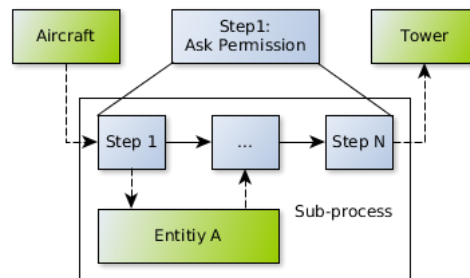 Aircraft
Step1:
Ask Permission
Tower
Step 1
...
Step N
Entitiy A
Sub-process